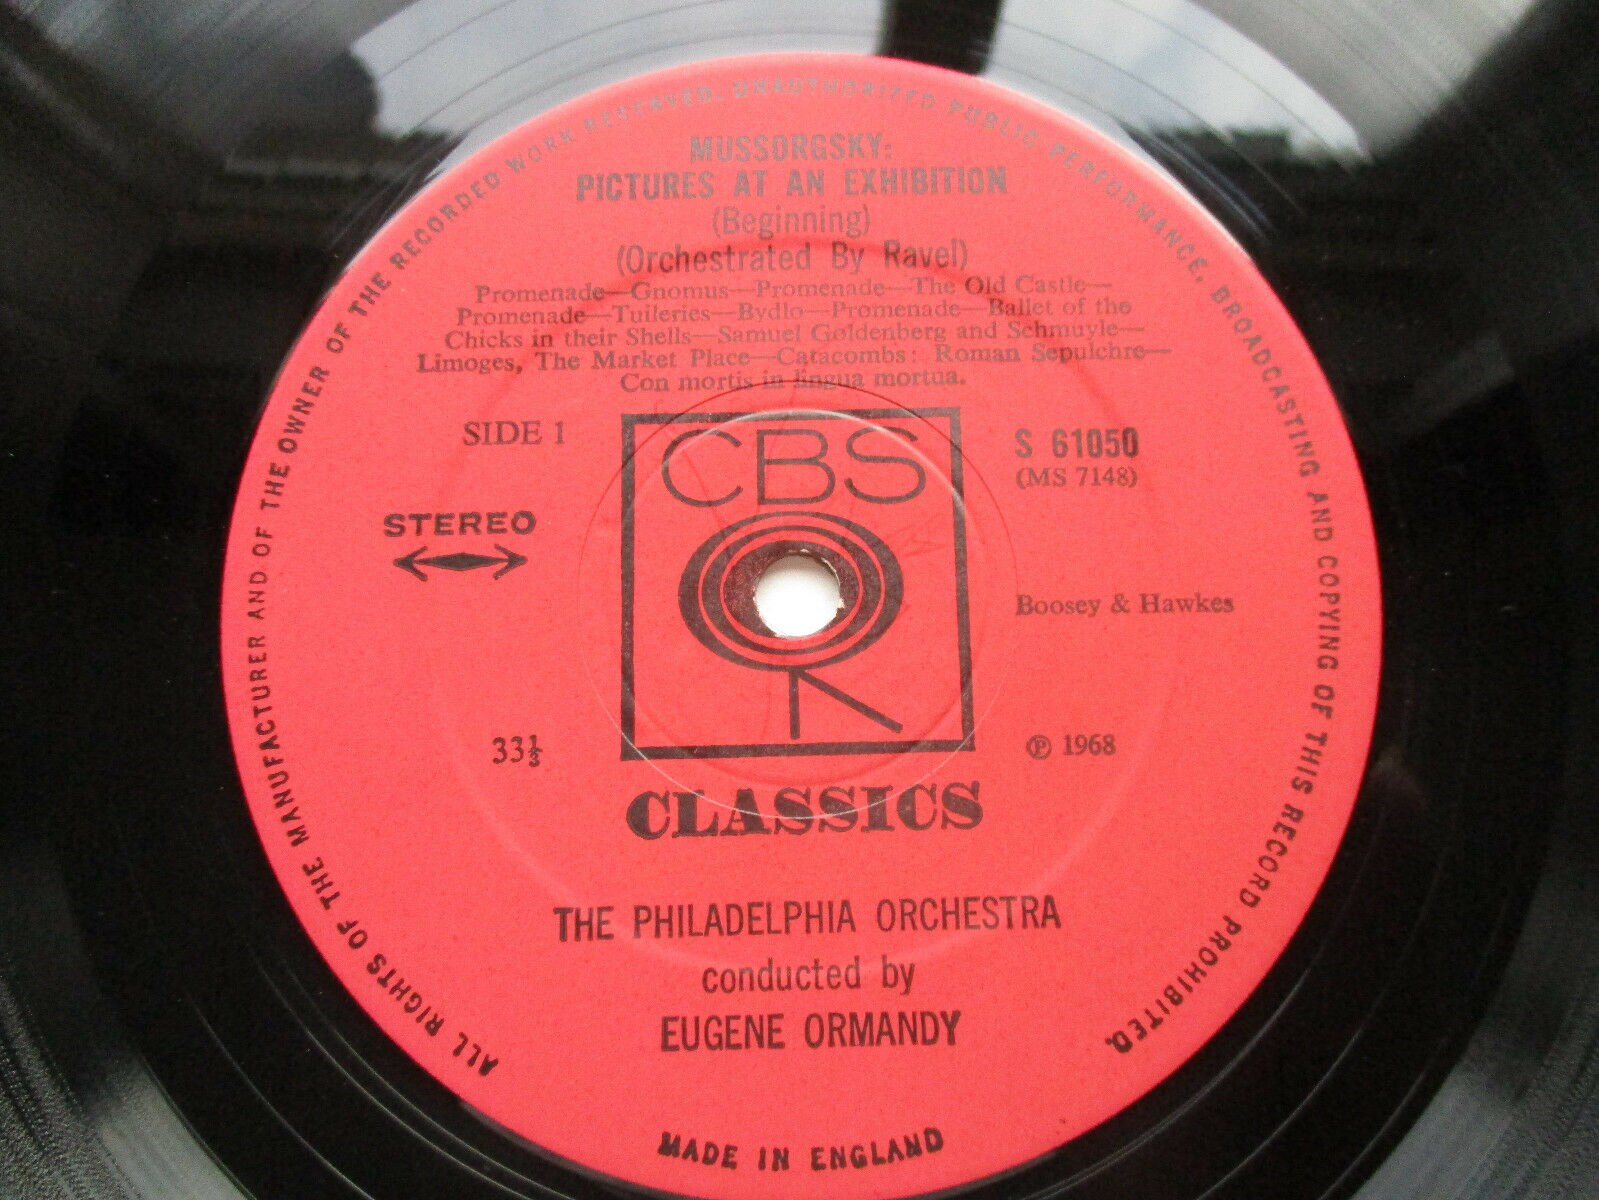 ALL RIGHTS OF THE MANUFACTURER AND OF THE OWNER OF THE RECORDED WORK RESERVED. UNAUTHORISED PUBLIC PERFORMANCE, BROADCASTING AND COPYING OF THIS RECORD PROHIBITED.
MUSSORGSKY:
PICTURES AT AN EXHIBITION
(Beginning)
(Orchestrated By Ravel)
Promenade—Gnomus—Promenade—The Old Castle—
Promenade—Tuileries—Bydlo—Promenade—Ballet of the
Chicks in their Shells—Samuel Goldenberg and Schmuyle—
Limoges, The Market Place—Catacombs: Roman Sepulchre—
Con mortis in lingua mortua.
SIDE 1
CBS
S 61050
(MS 7148)
STEREO
Boosey & Hawkes
33⅓
℗ 1968
CLASSICS
THE PHILADELPHIA ORCHESTRA
conducted by
EUGENE ORMANDY
MADE IN ENGLAND